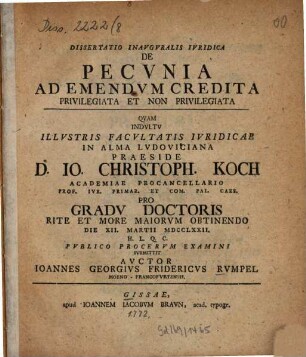 Diss. 2222/8
DISSERTATIO INAVGVRALIS IVRIDICA
DE
PECVNIA
AD EMENDVM CREDITA
PRIVILEGIATA ET NON PRIVILEGIATA
QVAM
INDVLTV
ILLVSTRIS FACVLTATIS IVRIDICAE
IN ALMA LVDOVICIANA
PRAESIDE
D. IO. CHRISTOPH. KOCH
ACADEMIAE PROCANCELLARIO
PROF. IVR. PRIMAR. ET COM. PAL. CAES.
PRO
GRADV DOCTORIS
RITE ET MORE MAIORVM OBTINENDO
DIE XII. MARTII MDCCLXXII.
H. L. Q. C.
PVBLICO PROCERVM EXAMINI
SVBMITTIT
AVCTOR
IOANNES GEORGIVS FRIDERICVS RVMPEL
MOENO-FRANCOFVRTENSIS.
GISSAE,
apud IOANNEM IACOBVM BRAVN, acad. typogr.
1772.